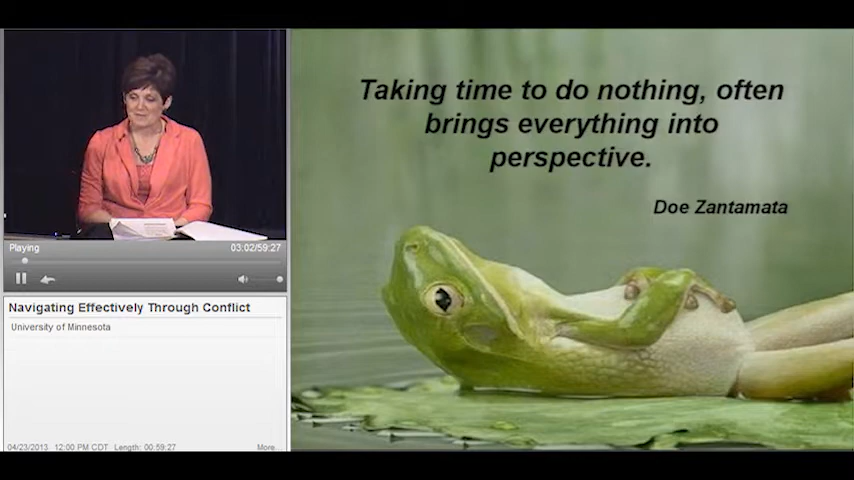 Taking time to do nothing, often
brings everything into
perspective.
Doe Zantamata
Playing
03:02/59:27
Navigating Effectively Through Conflict
University of Minnesota
04/23/2013 12:00 PM CDT Length: 00:59:27
More...